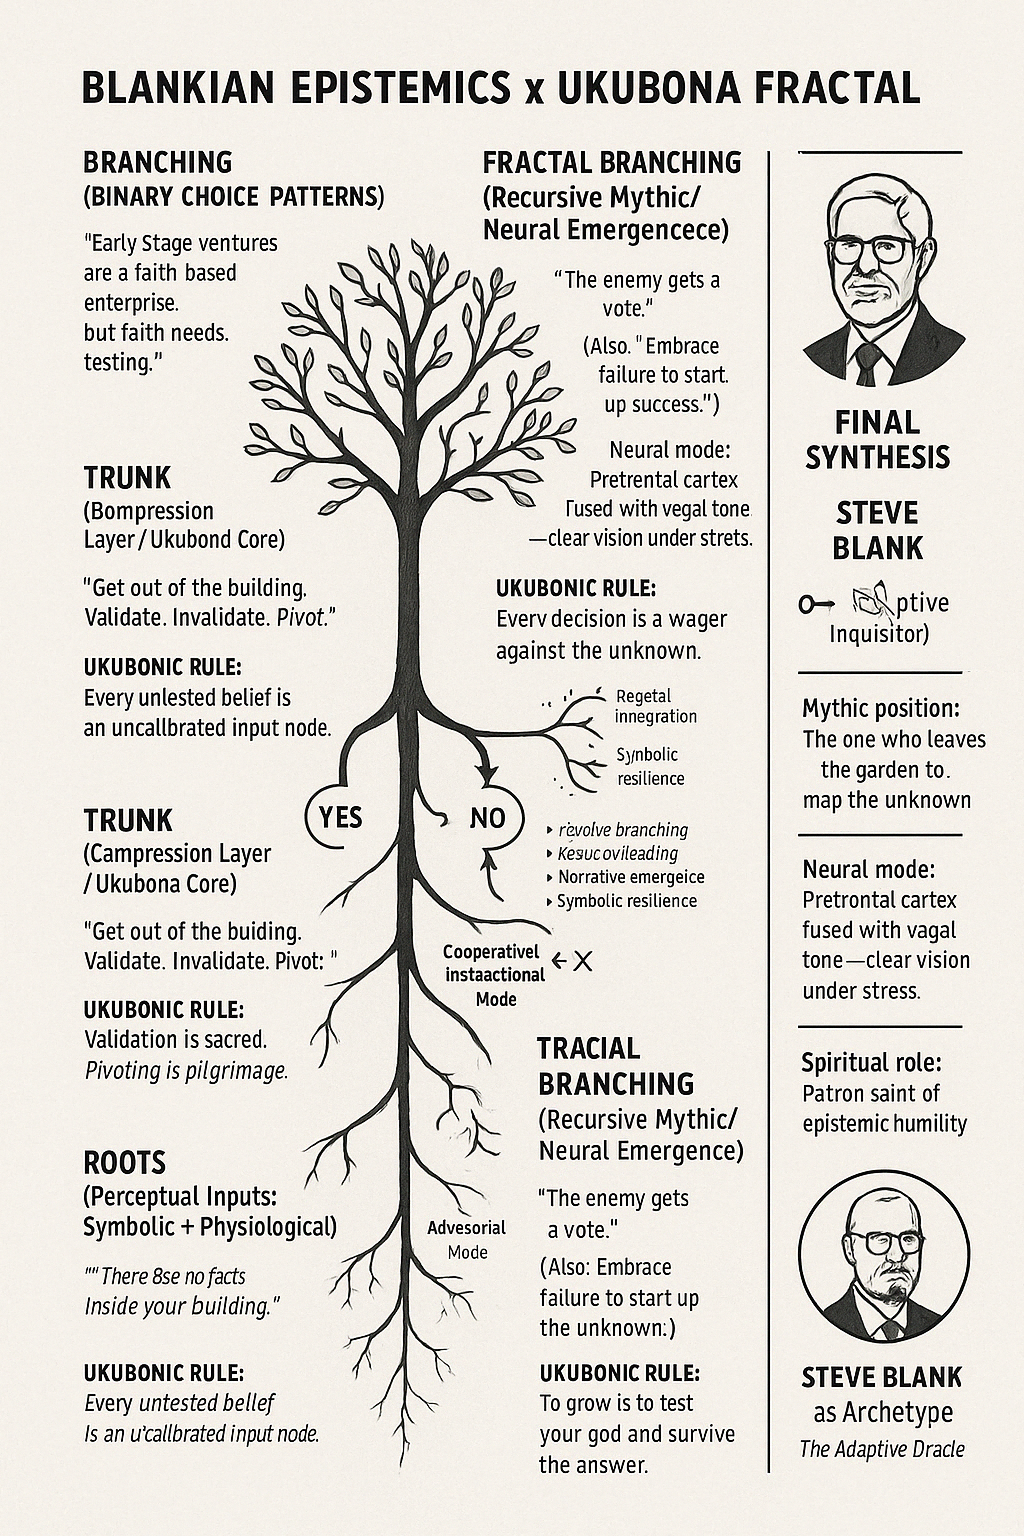 BLANKIAN EPISTEMICS x UKUBONA FRACTAL
BRANCHING
(BINARY CHOICE PATTERNS)
"Early Stage ventures
are a faith based
enterprise.
but faith needs.
testing."
TRUNK
(Bompression
Layer / Ukubond Core)
"Get out of the building.
Validate. Invalidate. Pivot."
UKUBONIC RULE:
Every unlested belief is
an uncallbrated input node.
TRUNK
(Campression Layer
/ Ukubona Core)
"Get out of the buiding.
Validate. Invalidate. Pivot: "
UKUBONIC RULE:
Validation is sacred.
Pivoting is pilgrimage.
ROOTS
(Perceptual Inputs:
Symbolic + Physiological)
""There 8se no facts
Inside your building."
UKUBONIC RULE:
Every untested bellef
Is an u'callbrated input node.
FRACTAL BRANCHING
(Recursive Mythic/
Neural Emergencece)
"The enemy gets a
vote."
(Also. "Embrace
failure to start.
up success.")
Neural mode:
Pretrental cartex
fused with vegal tone
—clear vision under strets.
UKUBONIC RULE:
Everv decision is a wager
against the unknown.
Regetal
innegration
Symbolic
resilience
YES
NO
▸ révolve branching
▸ Kesuc ovileading
▸ Norrative emergeice
▸ Symbolic resilience
Cooperativel
instaactional
Mode
← X
TRACIAL
BRANCHING
(Recursive Mythic/
Neural Emergence)
"The enemy gets
a vote."
(Also: Embrace
failure to start up
the unknown:)
Advesorial
Mode
UKUBONIC RULE:
To grow is to test
your god and survive
the answer.
FINAL
SYNTHESIS
STEVE
BLANK
ptive
Inquisitor)
Mythic position:
The one who leaves
the garden to.
map the unknown
Neural mode:
Pretrontal cartex
fused with vagal
tone—clear vision
under stress.
Spiritual role:
Patron saint of
epistemic humility
STEVE BLANK
as Archetype
The Adaptive Dracle